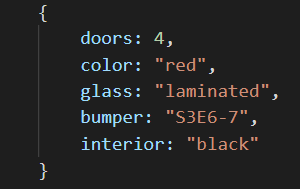 {
doors: 4,
color: "red",
glass: "laminated",
bumper: "S3E6-7",
interior: "black"
}